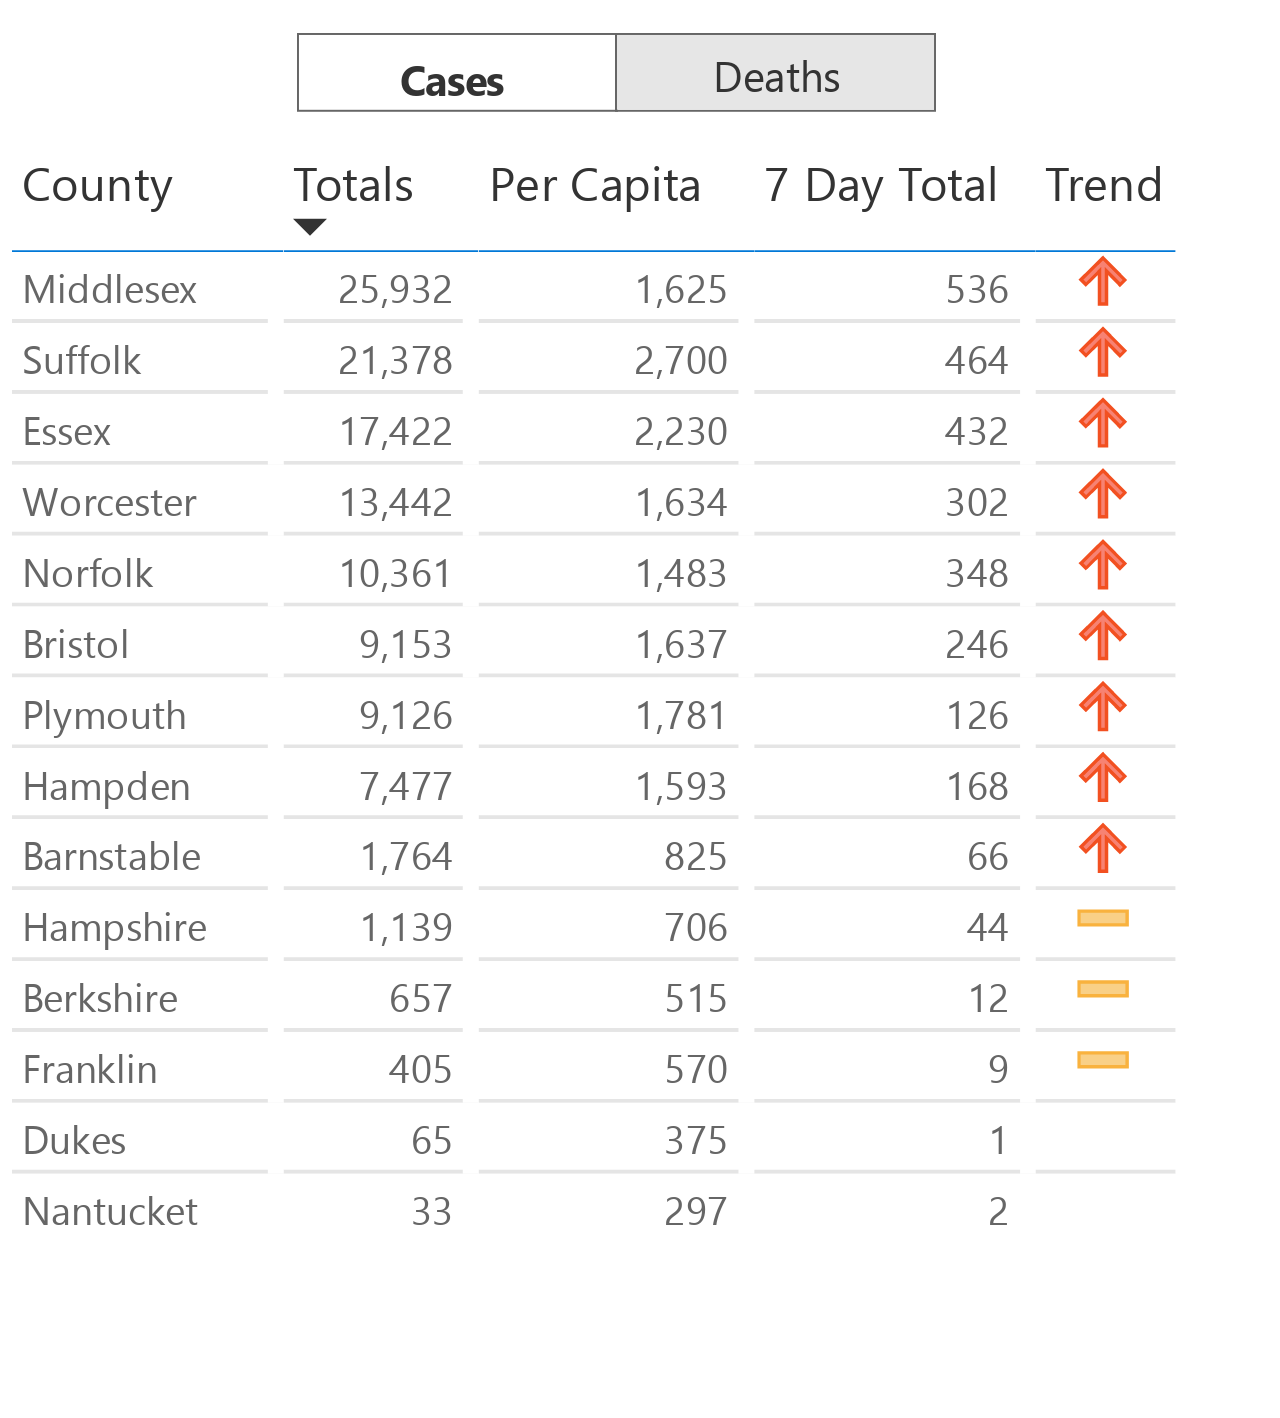 Cases Deaths
County Totals Per Capita 7 Day Total Trend
Middlesex 25,932 1,625 536
Suffolk 21,378 2,700 464
Essex 17,422 2,230 432
Worcester 13,442 1,634 302
Norfolk 10,361 1,483 348
Bristol 9,153 1,637 246
Plymouth 9,126 1,781 126
Hampden 7,477 1,593 168
Barnstable 1,764 825 66
Hampshire 1,139 706 44
Berkshire 657 515 12
Franklin 405 570 9
Dukes 65 375 1
Nantucket 33 297 2